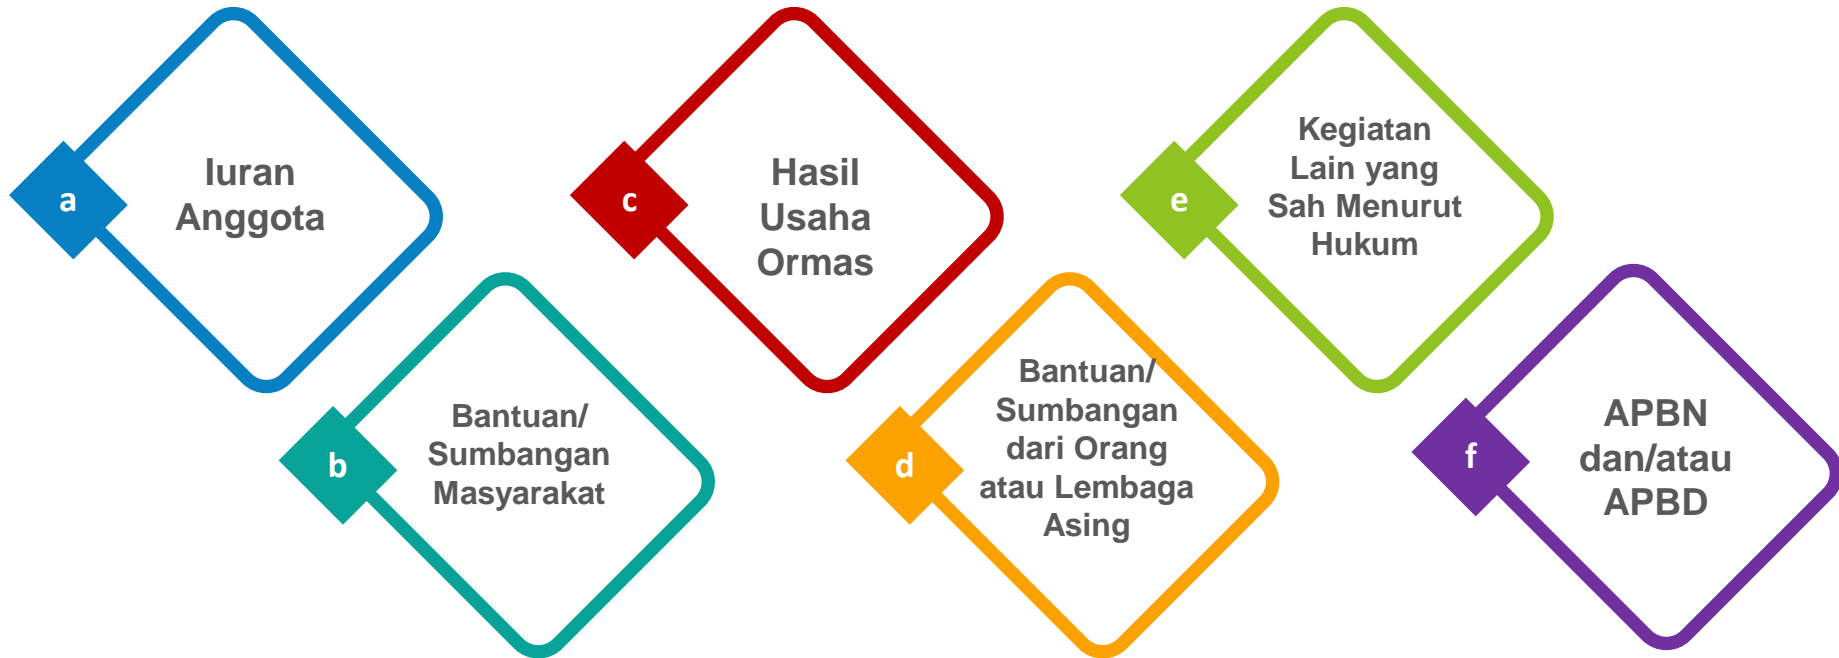 a
Iuran
Anggota
b
Bantuan/
Sumbangan
Masyarakat
c
Hasil
Usaha
Ormas
d
Bantuan/
Sumbangan
dari Orang
atau Lembaga
Asing
e
Kegiatan
Lain yang
Sah Menurut
Hukum
f
APBN
dan/atau
APBD